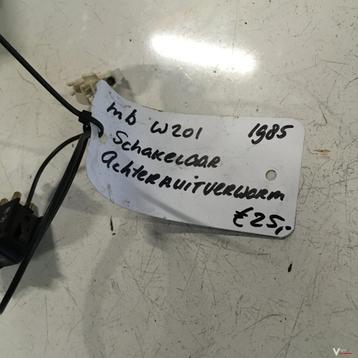 mb W201 1985
Schakelaar
achterruitverwarm
€25,-